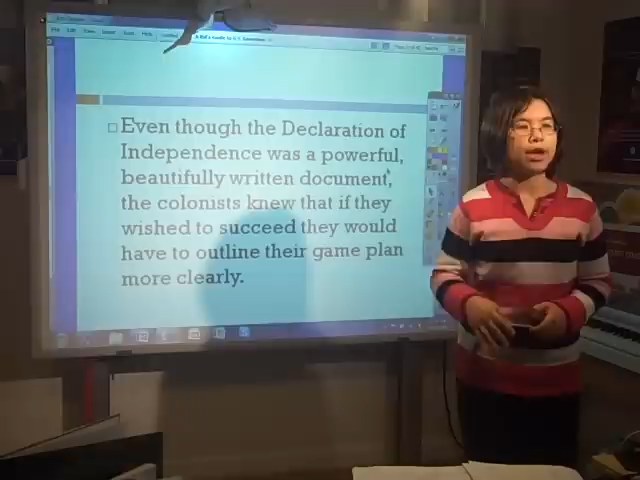 Even though the Declaration of
Independence was a powerful,
beautifully written document,
the colonists knew that if they
wished to succeed they would
have to outline their game plan
more clearly.